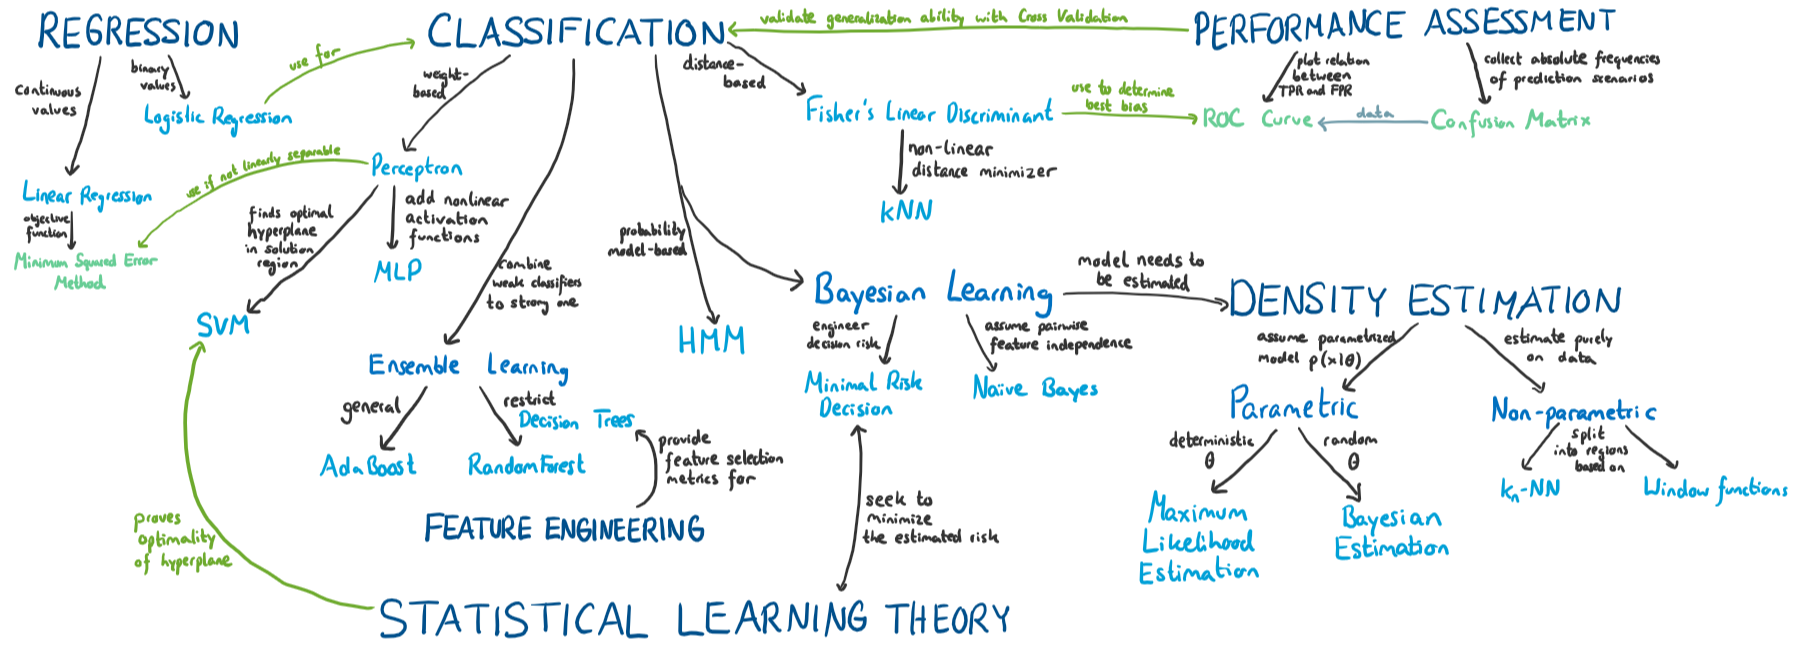 REGRESSION
CLASSIFICATION
validate generalization ability with Cross Validation
PERFORMANCE ASSESSMENT
continuous
values
binary
values
use for
Logistic Regression
weight-
based
distance-
based
Fisher's Linear Discriminant
use to determine
best bias
plot relation
between
TPR and FPR
collect absolute frequencies
of prediction scenarios
ROC Curve
data
Confusion Matrix
Linear Regression
objective
function
Minimum Squared Error
Method
use if not linearly separable
Perceptron
finds optimal
hyperplane
in solution
region
add nonlinear
activation
functions
MLP
SVM
non-linear
distance minimizer
kNN
combine
weak classifiers
to strong one
probability
model-based
HMM
Bayesian Learning
model needs to
be estimated
DENSITY ESTIMATION
engineer
decision risk
assume pairwise
feature independence
Minimal Risk
Decision
Naïve Bayes
assume parametrized
model p(x|θ)
estimate purely
on data
Parametric
Non-parametric
deterministic
θ
random
θ
split
into regions
based on
kn-NN
Window functions
Maximum
Likelihood
Estimation
Bayesian
Estimation
Ensemble Learning
general
restrict
Decision Trees
AdaBoost
RandomForest
provide
feature selection
metrics for
FEATURE ENGINEERING
seek to
minimize
the estimated risk
proves
optimality
of hyperplane
STATISTICAL LEARNING THEORY